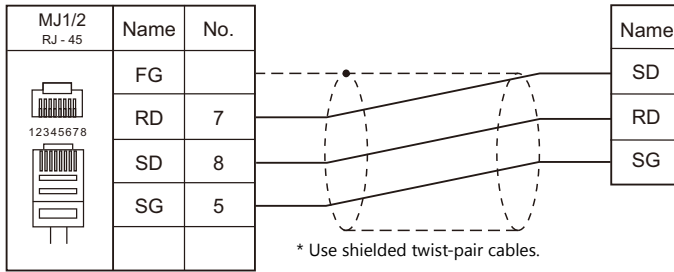 MJ1/2
RJ - 45
Name
No.
Name
FG
SD
RD
7
RD
12345678
SD
8
SG
SG
5
* Use shielded twist-pair cables.